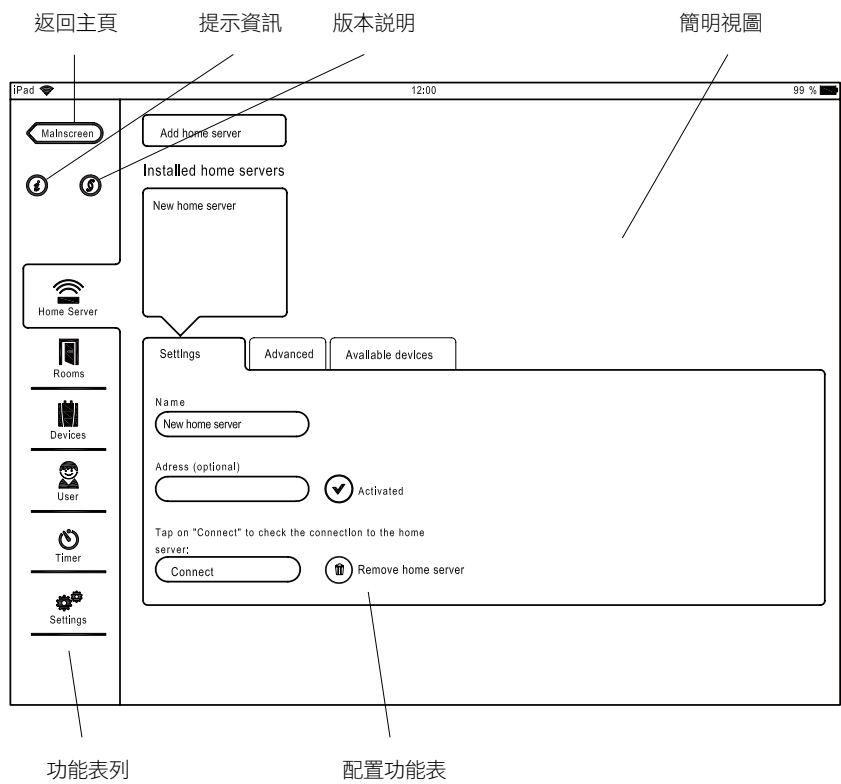 返回主頁
提示資訊
版本説明
簡明視圖
iPad
12:00
99 %
Mainscreen
Add home server
i
§
Installed home servers
New home server
Home Server
Rooms
Devices
User
Timer
Settings
Settings
Advanced
Available devices
Name
New home server
Adress (optional)
Activated
Tap on "Connect" to check the connection to the home
server:
Connect
Remove home server
功能表列
配置功能表